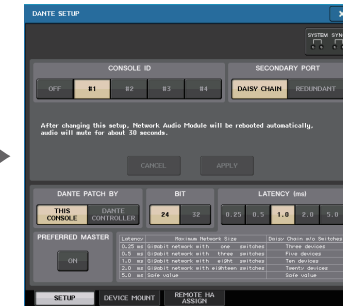 DANTE SETUP
SYSTEM SYNC
CONSOLE ID
SECONDARY PORT
OFF #1 #2 #3 #4 DAISY CHAIN REDUNDANT
After changing this setup, Network Audio Module will be rebooted automatically,
audio will mute for about 30 seconds.
CANCEL APPLY
DANTE PATCH BY
BIT
LATENCY (ms)
THIS CONSOLE DANTE CONTROLLER 24 32 0.25 0.5 1.0 2.0 5.0
PREFERRED MASTER
ON
Latency Maximum Network Size Daisy Chain w/o Switches
0.25 ms Gigabit network with one switches Three devices
0.5 ms Gigabit network with three switches Five devices
1.0 ms Gigabit network with eight switches Ten devices
2.0 ms Gigabit network with eighteen switches Twenty devices
5.0 ms Safe value Safe value
SETUP DEVICE MOUNT REMOTE HA ASSIGN